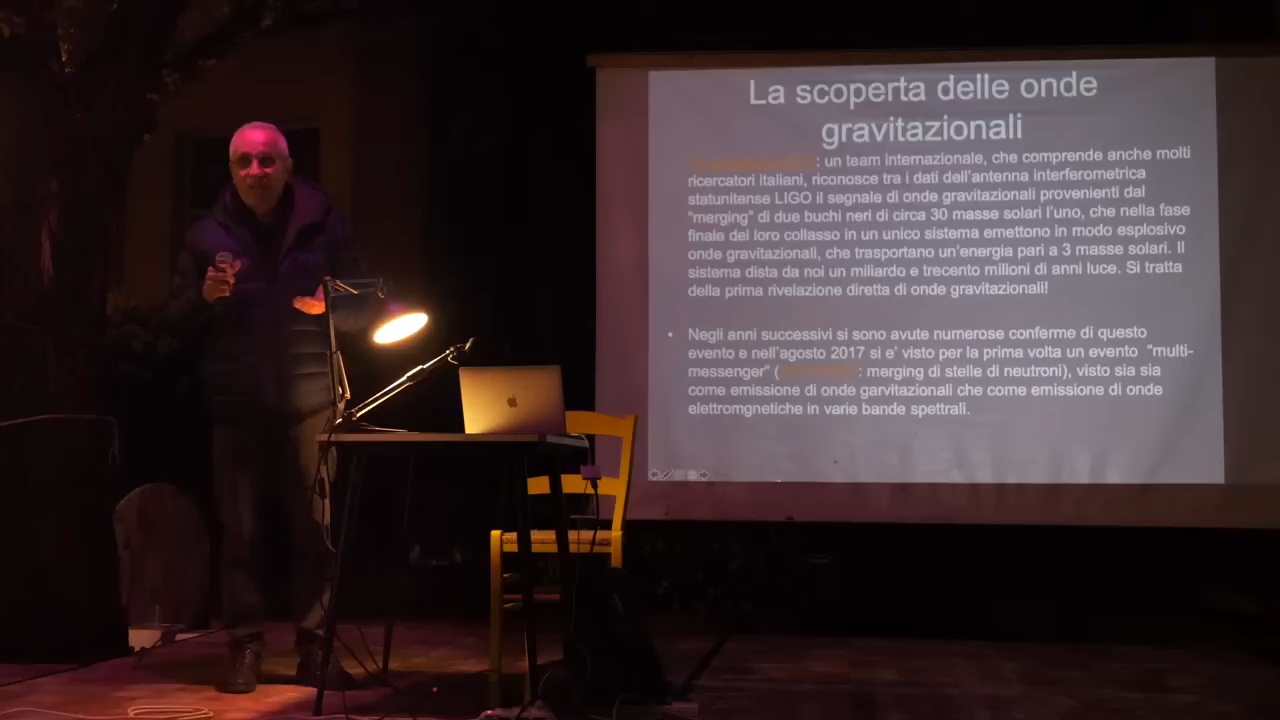 La scoperta delle onde
gravitazionali
: un team internazionale, che comprende anche molti
ricercatori italiani, riconosce tra i dati dell'antenna interferometrica
statunitense LIGO il segnale di onde gravitazionali provenienti dal
"merging" di due buchi neri di circa 30 masse solari l'uno, che nella fase
finale del loro collasso in un unico sistema emettono in modo esplosivo
onde gravitazionali, che trasportano un'energia pari a 3 masse solari. Il
sistema dista da noi un miliardo e trecento milioni di anni luce. Si tratta
della prima rivelazione diretta di onde gravitazionali!
• Negli anni successivi si sono avute numerose conferme di questo
evento e nell'agosto 2017 si e' visto per la prima volta un evento "multi-
messenger" ( : merging di stelle di neutroni), visto sia sia
come emissione di onde garvitazionali che come emissione di onde
elettromgnetiche in varie bande spettrali.